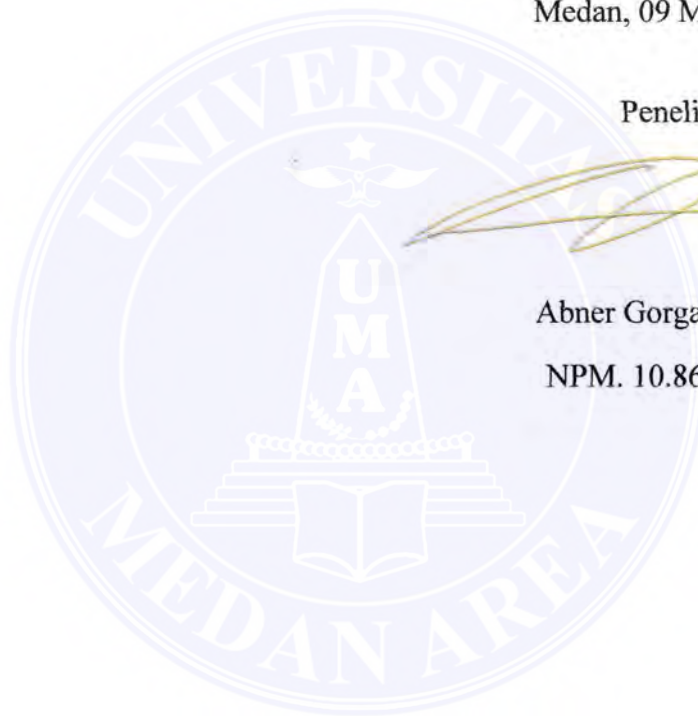 Medan, 09 M
Peneli
Abner Gorga
NPM. 10.86
UNIVERSITAS
UMA
MEDAN AREA